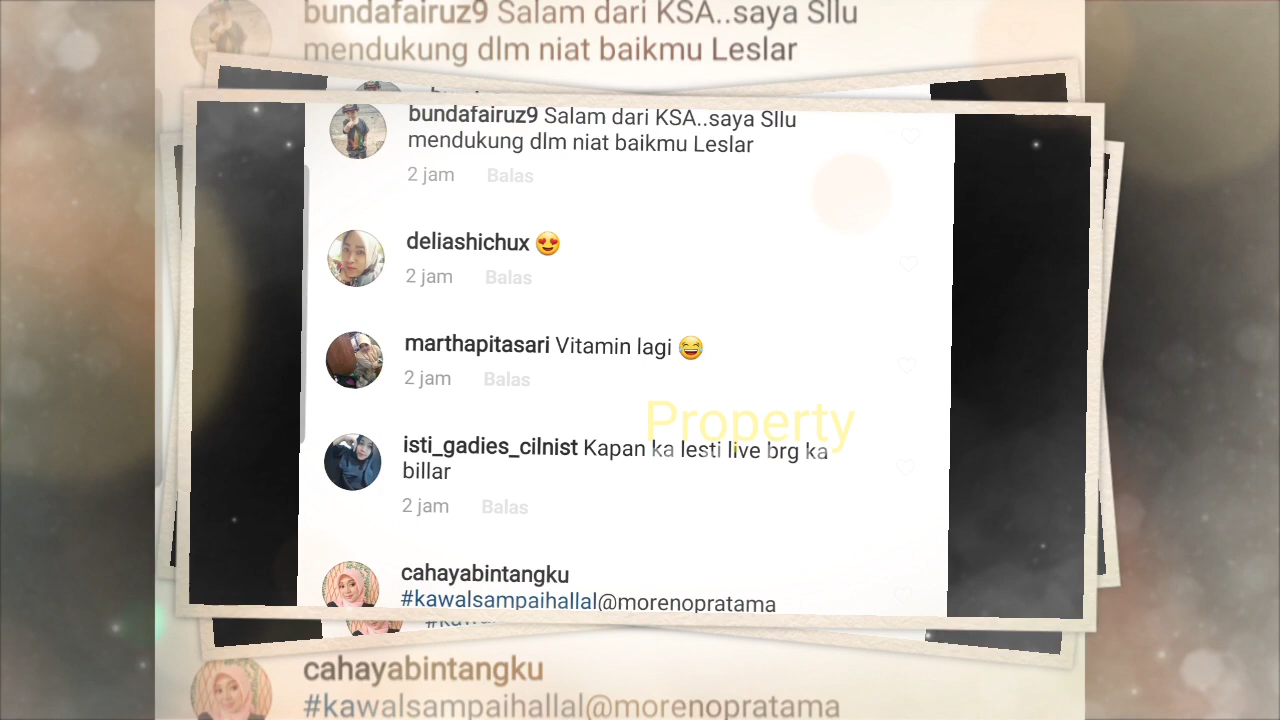 bundafairuz9 Salam dari KSA..saya Sllu
mendukung dlm niat baikmu Leslar
bundafairuz9 Salam dari KSA..saya Sllu
mendukung dlm niat baikmu Leslar
2 jam Balas
deliashichux 😍
2 jam Balas
marthapitasari Vitamin lagi 😂
2 jam Balas
Property
isti_gadies_cilnist Kapan ka lesti live brg ka
billar
2 jam Balas
cahayabintangku
#kawalsampaihallal@morenopratama
cahayabintangku
#kawalsampaihallal@morenopratama